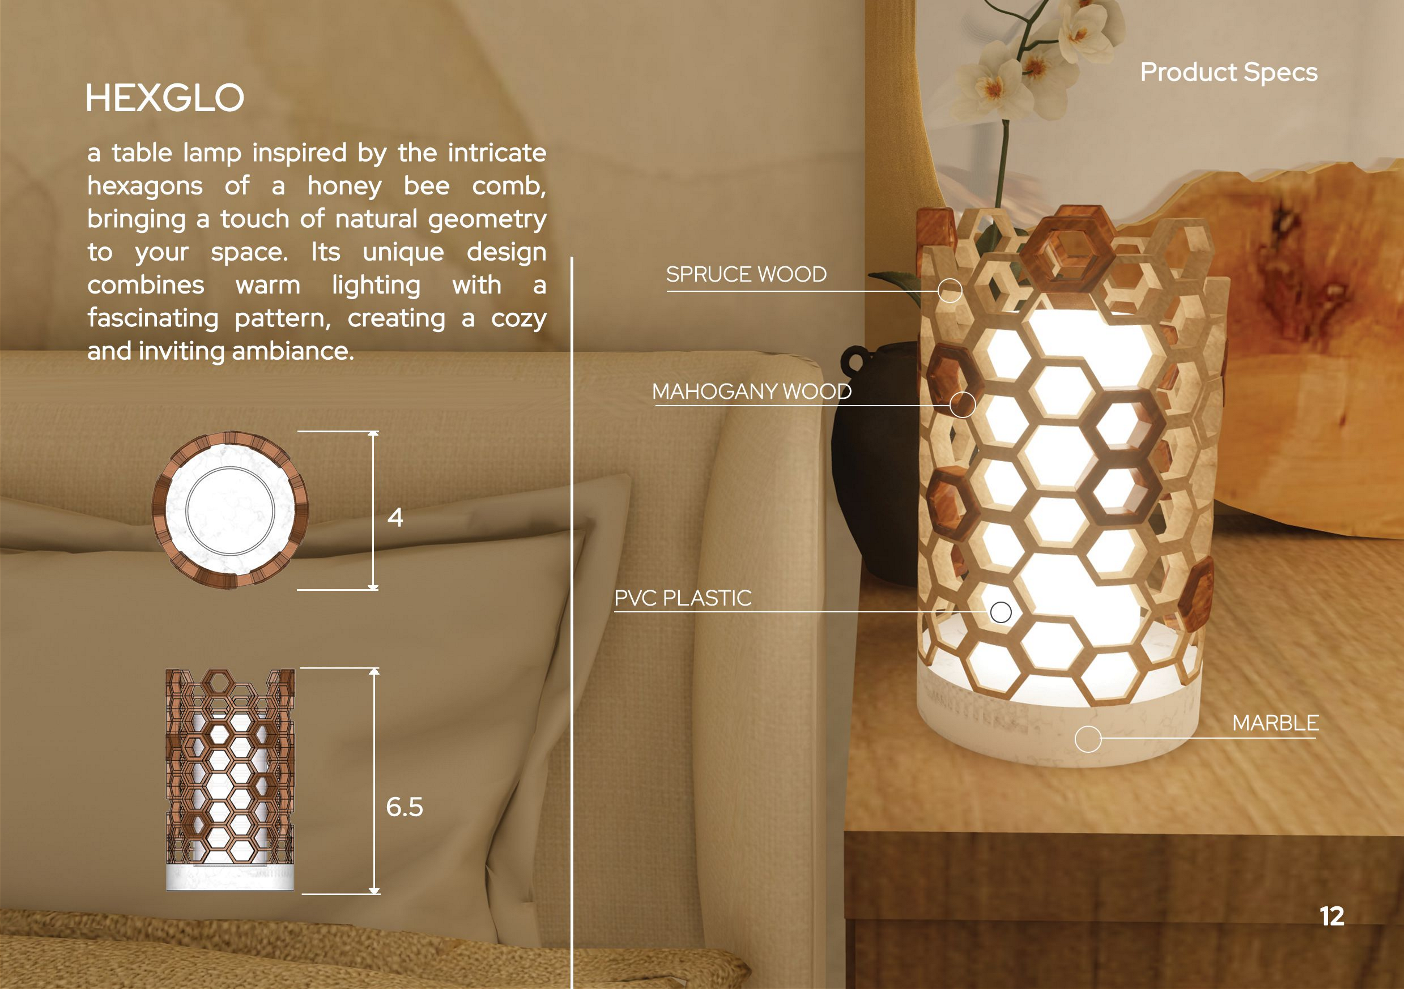 Product Specs
HEXGLO
a table lamp inspired by the intricate
hexagons of a honey bee comb,
bringing a touch of natural geometry
to your space. Its unique design
combines warm lighting with a
fascinating pattern, creating a cozy
and inviting ambiance.
SPRUCE WOOD
MAHOGANY WOOD
4
PVC PLASTIC
MARBLE
6.5
12